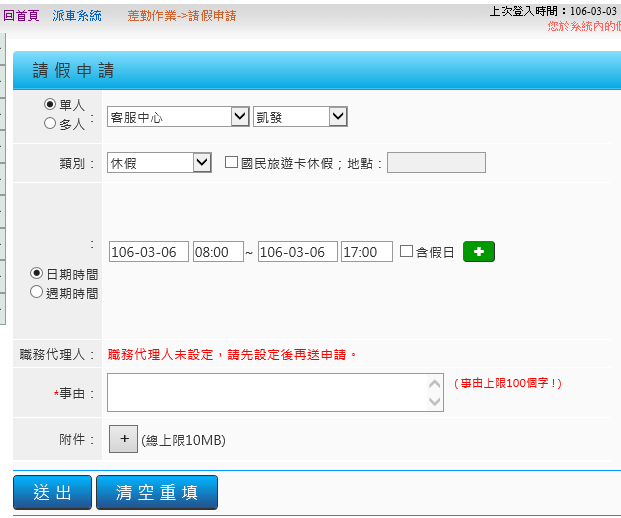 回首頁 派車系統 差勤作業->請假申請
上次登入時間：106-03-03
您於系統內的
請假申請
單人
多人：
客服中心 凱發
類別： 休假 國民旅遊卡休假；地點：
：
106-03-06 08:00 ~ 106-03-06 17:00 含假日 +
日期時間
週期時間
職務代理人： 職務代理人未設定，請先設定後再送申請。
*事由： (事由上限100個字!)
附件： + (總上限10MB)
送出 清空重填